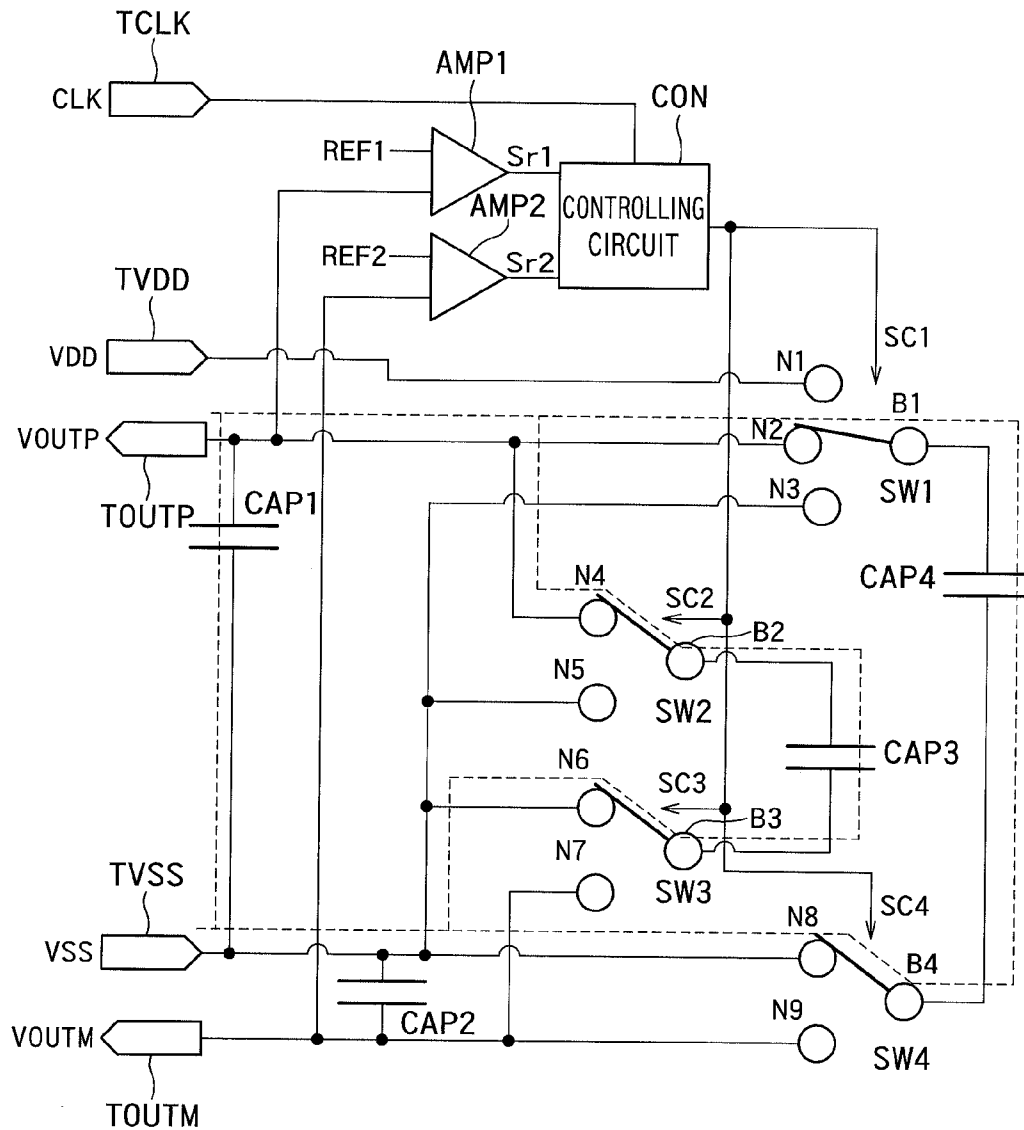 TCLK
CLK
AMP1
CON
REF1
Sr1
AMP2
CONTROLLING
CIRCUIT
REF2
Sr2
TVDD
VDD
N1
SC1
B1
VOUTP
N2
SW1
TOUTP
CAP1
N3
CAP4
N4
SC2
B2
N5
SW2
CAP3
N6
SC3
B3
N7
SW3
TVSS
N8
SC4
VSS
B4
CAP2
N9
VOUTM
SW4
TOUTM